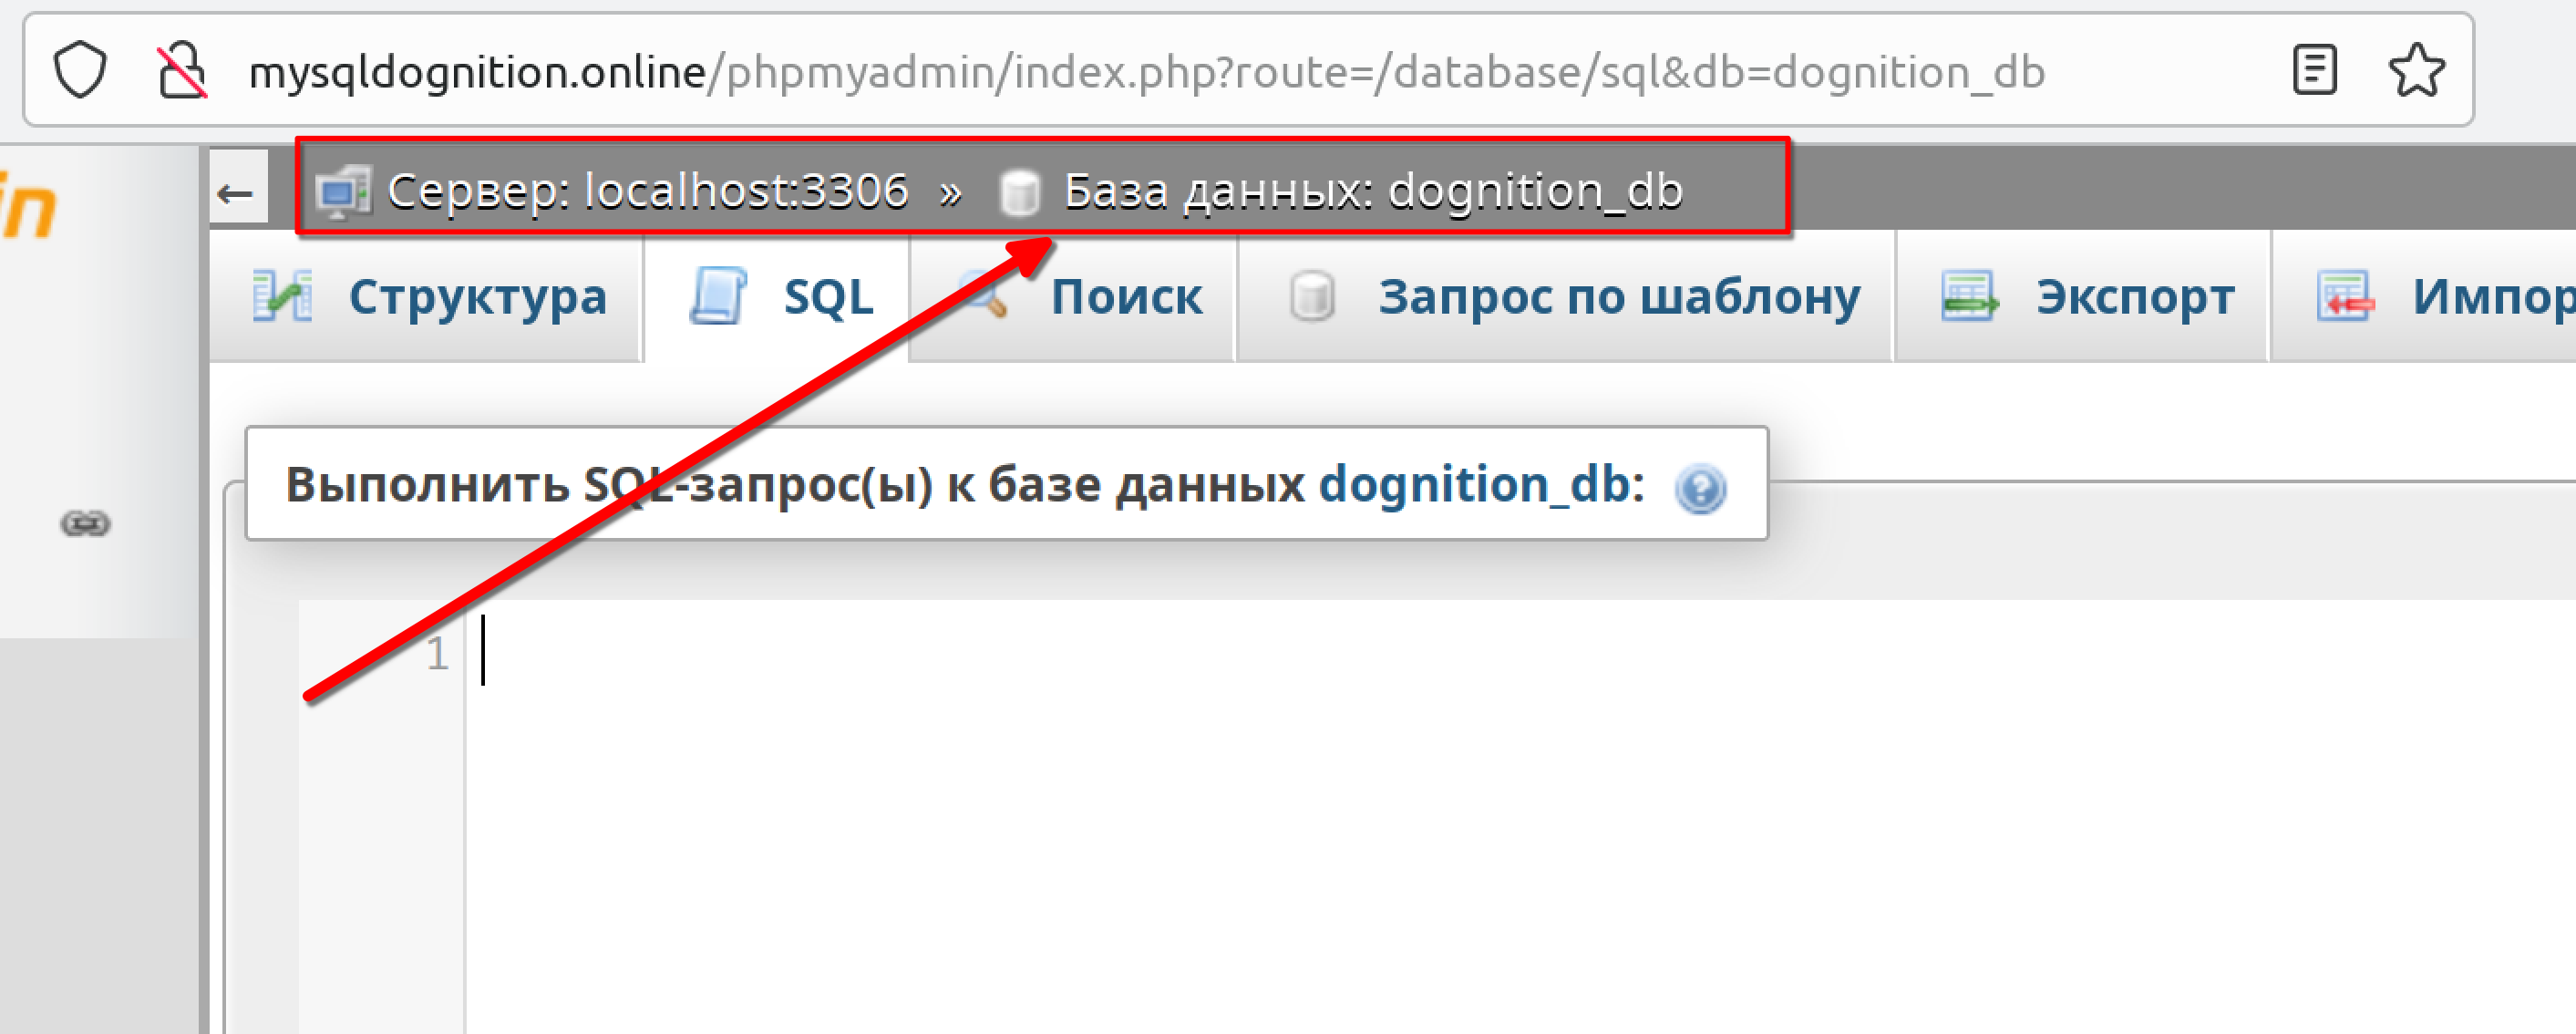 mysqldognition.online/phpmyadmin/index.php?route=/database/sql&db=dognition_db
in
← Сервер: localhost:3306 » База данных: dognition_db
Структура SQL Поиск Запрос по шаблону Экспорт Импор
Выполнить SQL-запрос(ы) к базе данных dognition_db:
1